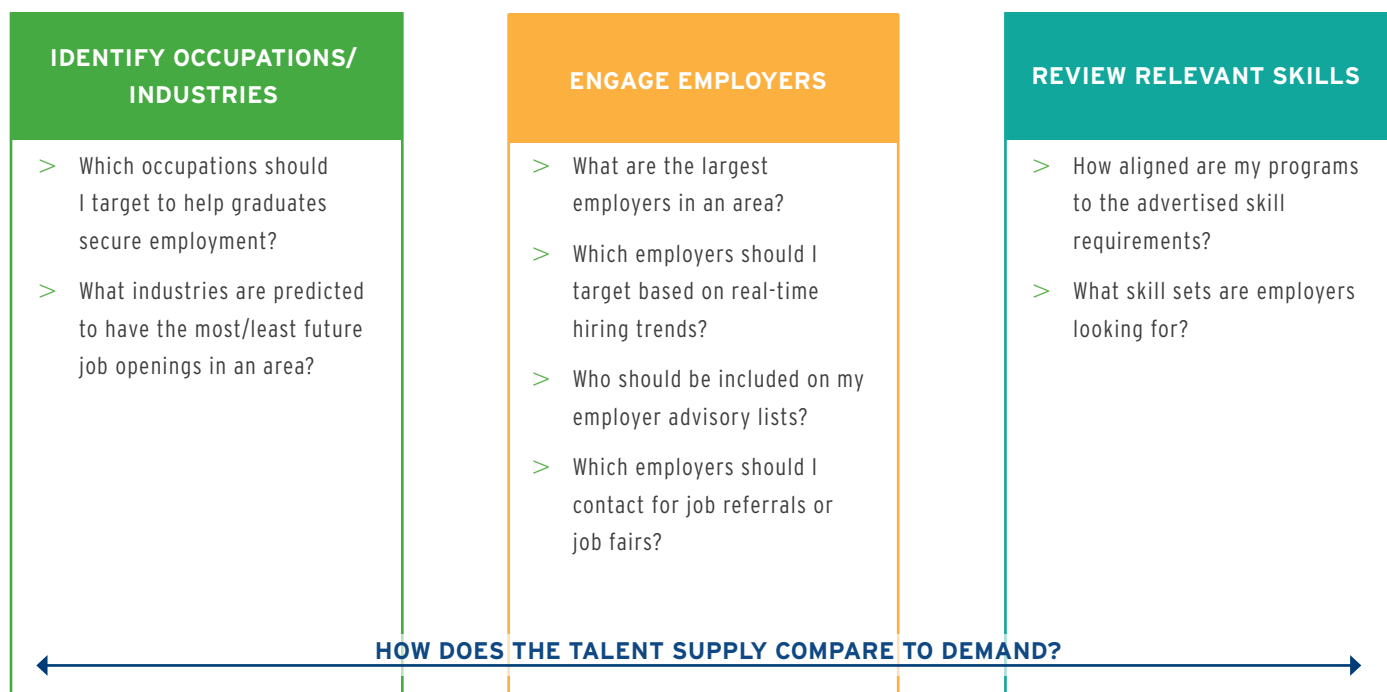 IDENTIFY OCCUPATIONS/
INDUSTRIES
> Which occupations should
I target to help graduates
secure employment?
> What industries are predicted
to have the most/least future
job openings in an area?
ENGAGE EMPLOYERS
> What are the largest
employers in an area?
> Which employers should I
target based on real-time
hiring trends?
> Who should be included on my
employer advisory lists?
> Which employers should I
contact for job referrals or
job fairs?
REVIEW RELEVANT SKILLS
> How aligned are my programs
to the advertised skill
requirements?
> What skill sets are employers
looking for?
HOW DOES THE TALENT SUPPLY COMPARE TO DEMAND?